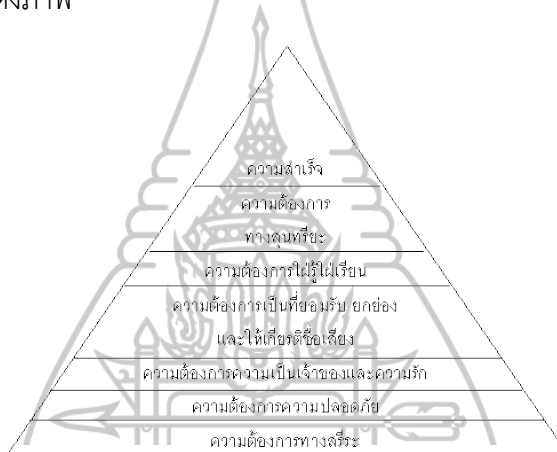 ดังภาพ
ความสำเร็จ
ความต้องการ
ทางสุนทรียะ
ความต้องการใฝ่รู้ใฝ่เรียน
ความต้องการเป็นที่ยอมรับ ยกย่อง
และให้เกียรติชื่อเสียง
ความต้องการความเป็นเจ้าของและความรัก
ความต้องการความปลอดภัย
ความต้องการทางสรีระ